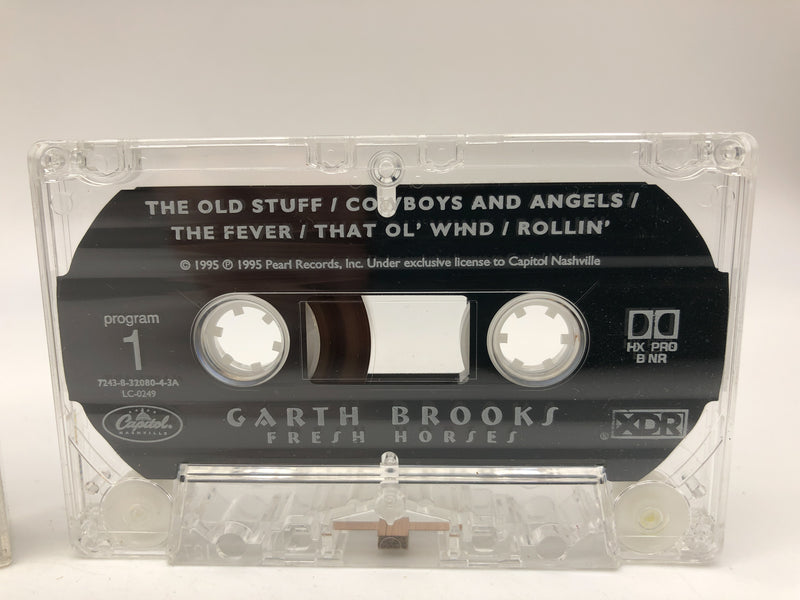 THE OLD STUFF / COWBOYS AND ANGELS /
THE FEVER / THAT OL' WIND / ROLLIN'
© 1995 ℗ 1995 Pearl Records, Inc. Under exclusive license to Capitol Nashville
program
1
7243-8-32080-4-3A
LC-0249
HX PRO
B NR
Capitol
NASHVILLE
GARTH BROOKS
FRESH HORSES
® XDR